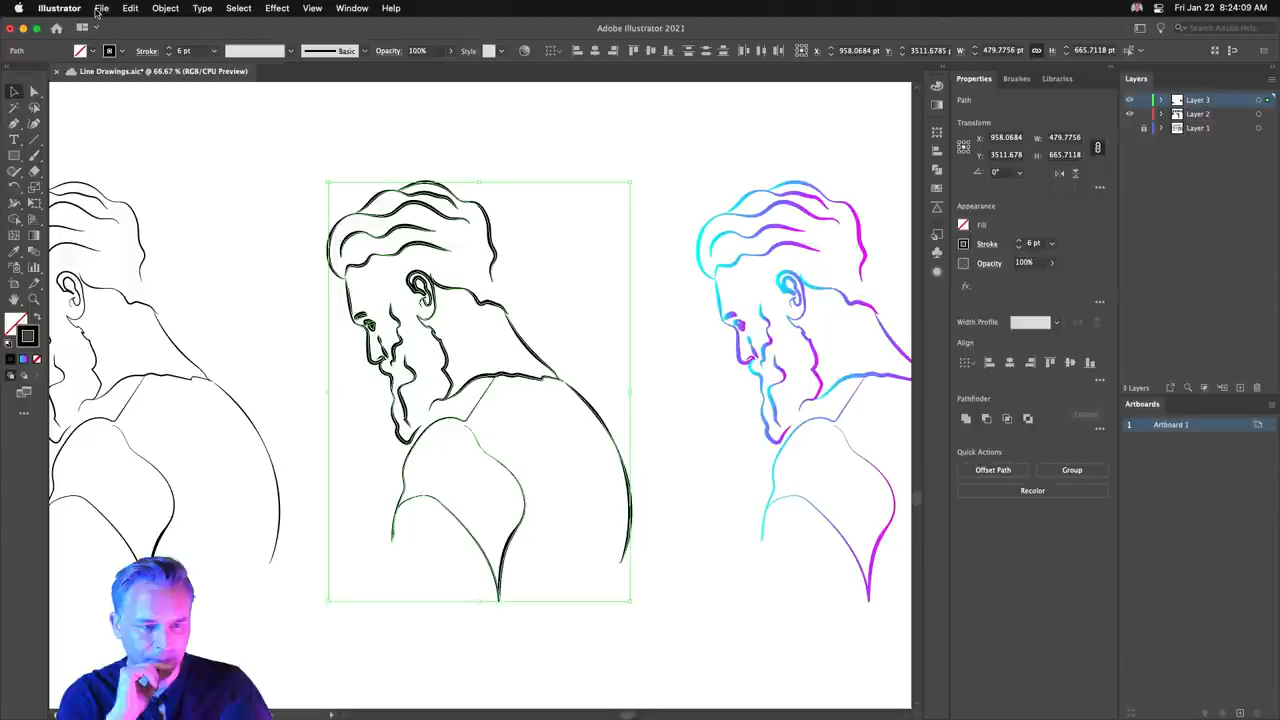 Illustrator File Edit Object Type Select Effect View Window Help Fri Jan 22 8:24:09 AM
Adobe Illustrator 2021
Path Stroke: 6 pt Basic Opacity: 100% Style X: 958.0684 pt Y: 3511.6785 W: 479.7756 pt H: 665.7118 pt
Line Drawings.aic* @ 66.67 % (RGB/CPU Preview)
Properties Brushes Libraries Layers
Path Layer 3
Layer 2
Transform Layer 1
X: 958.0684 W: 479.7756
Y: 3511.678 H: 665.7118
0°
Appearance
Fill
Stroke 6 pt
Opacity 100%
fx.
Width Profile
Align
3 Layers
Pathfinder Artboards
Expand
1 Artboard 1
Quick Actions
Offset Path Group
Recolor